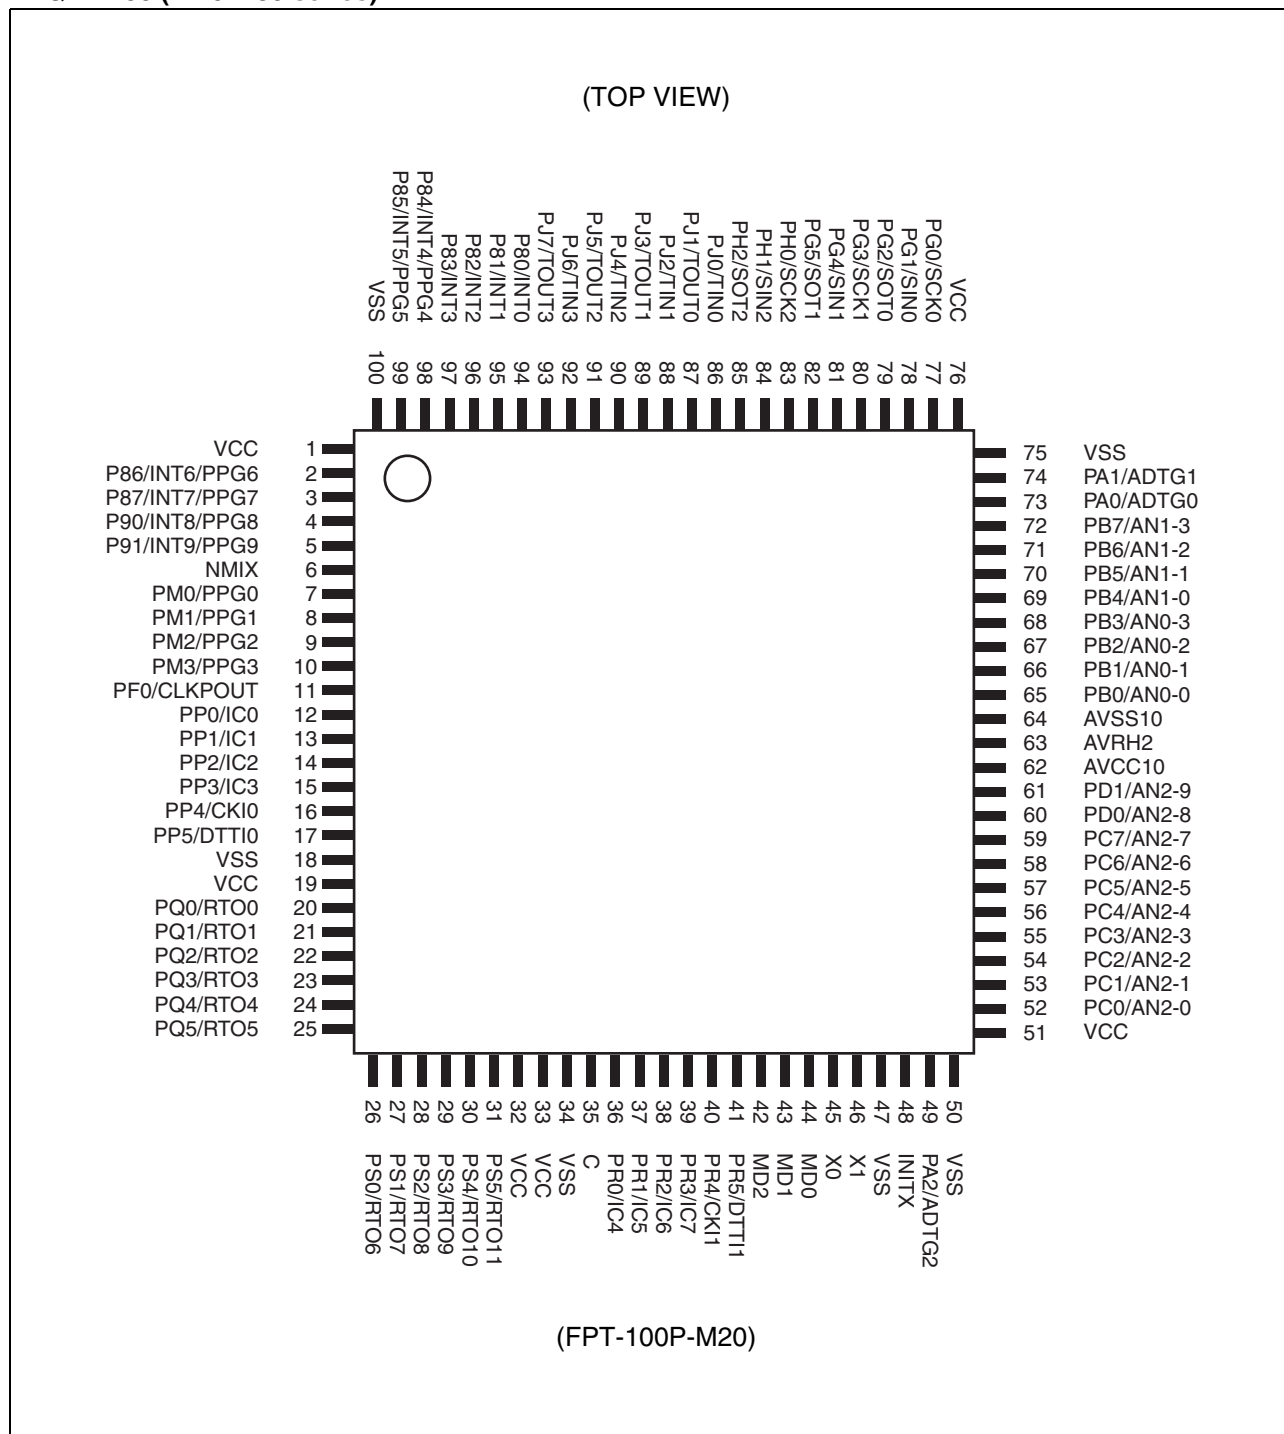 (TOP VIEW)
VSS
P85/INT5/PPG5
P84/INT4/PPG4
P83/INT3
P82/INT2
P81/INT1
P80/INT0
PJ7/TOUT3
PJ6/TIN3
PJ5/TOUT2
PJ4/TIN2
PJ3/TOUT1
PJ2/TIN1
PJ1/TOUT0
PJ0/TIN0
PH2/SOT2
PH1/SIN2
PH0/SCK2
PG5/SOT1
PG4/SIN1
PG3/SCK1
PG2/SOT0
PG1/SIN0
PG0/SCK0
VCC
100
99
98
97
96
95
94
93
92
91
90
89
88
87
86
85
84
83
82
81
80
79
78
77
76
VCC 1
P86/INT6/PPG6 2
P87/INT7/PPG7 3
P90/INT8/PPG8 4
P91/INT9/PPG9 5
NMIX 6
PM0/PPG0 7
PM1/PPG1 8
PM2/PPG2 9
PM3/PPG3 10
PF0/CLKPOUT 11
PP0/IC0 12
PP1/IC1 13
PP2/IC2 14
PP3/IC3 15
PP4/CKI0 16
PP5/DTTI0 17
VSS 18
VCC 19
PQ0/RTO0 20
PQ1/RTO1 21
PQ2/RTO2 22
PQ3/RTO3 23
PQ4/RTO4 24
PQ5/RTO5 25
75 VSS
74 PA1/ADTG1
73 PA0/ADTG0
72 PB7/AN1-3
71 PB6/AN1-2
70 PB5/AN1-1
69 PB4/AN1-0
68 PB3/AN0-3
67 PB2/AN0-2
66 PB1/AN0-1
65 PB0/AN0-0
64 AVSS10
63 AVRH2
62 AVCC10
61 PD1/AN2-9
60 PD0/AN2-8
59 PC7/AN2-7
58 PC6/AN2-6
57 PC5/AN2-5
56 PC4/AN2-4
55 PC3/AN2-3
54 PC2/AN2-2
53 PC1/AN2-1
52 PC0/AN2-0
51 VCC
26
27
28
29
30
31
32
33
34
35
36
37
38
39
40
41
42
43
44
45
46
47
48
49
50
PS0/RTO6
PS1/RTO7
PS2/RTO8
PS3/RTO9
PS4/RTO10
PS5/RTO11
VCC
VCC
VSS
C
PR0/IC4
PR1/IC5
PR2/IC6
PR3/IC7
PR4/CKI1
PR5/DTTI1
MD2
MD1
MD0
X0
X1
VSS
INITX
PA2/ADTG2
VSS
(FPT-100P-M20)